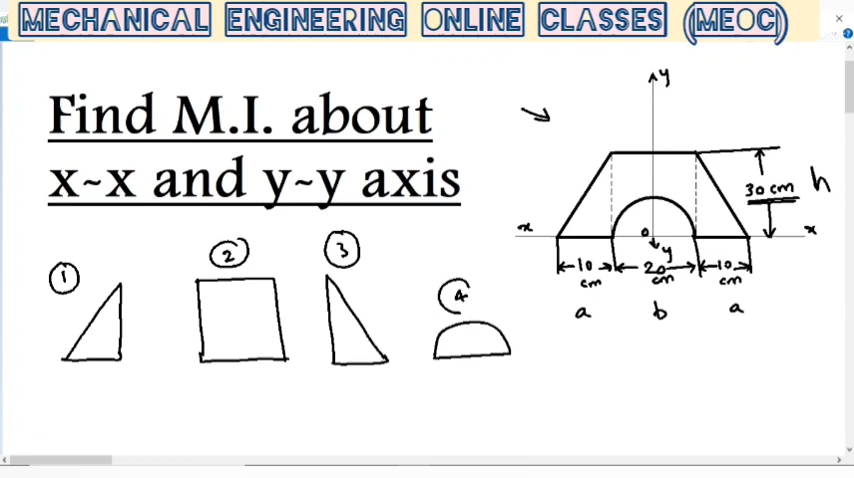 MECHANICAL ENGINEERING ONLINE CLASSES (MEOC)
Find M.I. about
x~x and y~y axis
1
2
3
4
y
30 cm h
x
o
x
y
10 cm
20 cm
10 cm
a
b
a